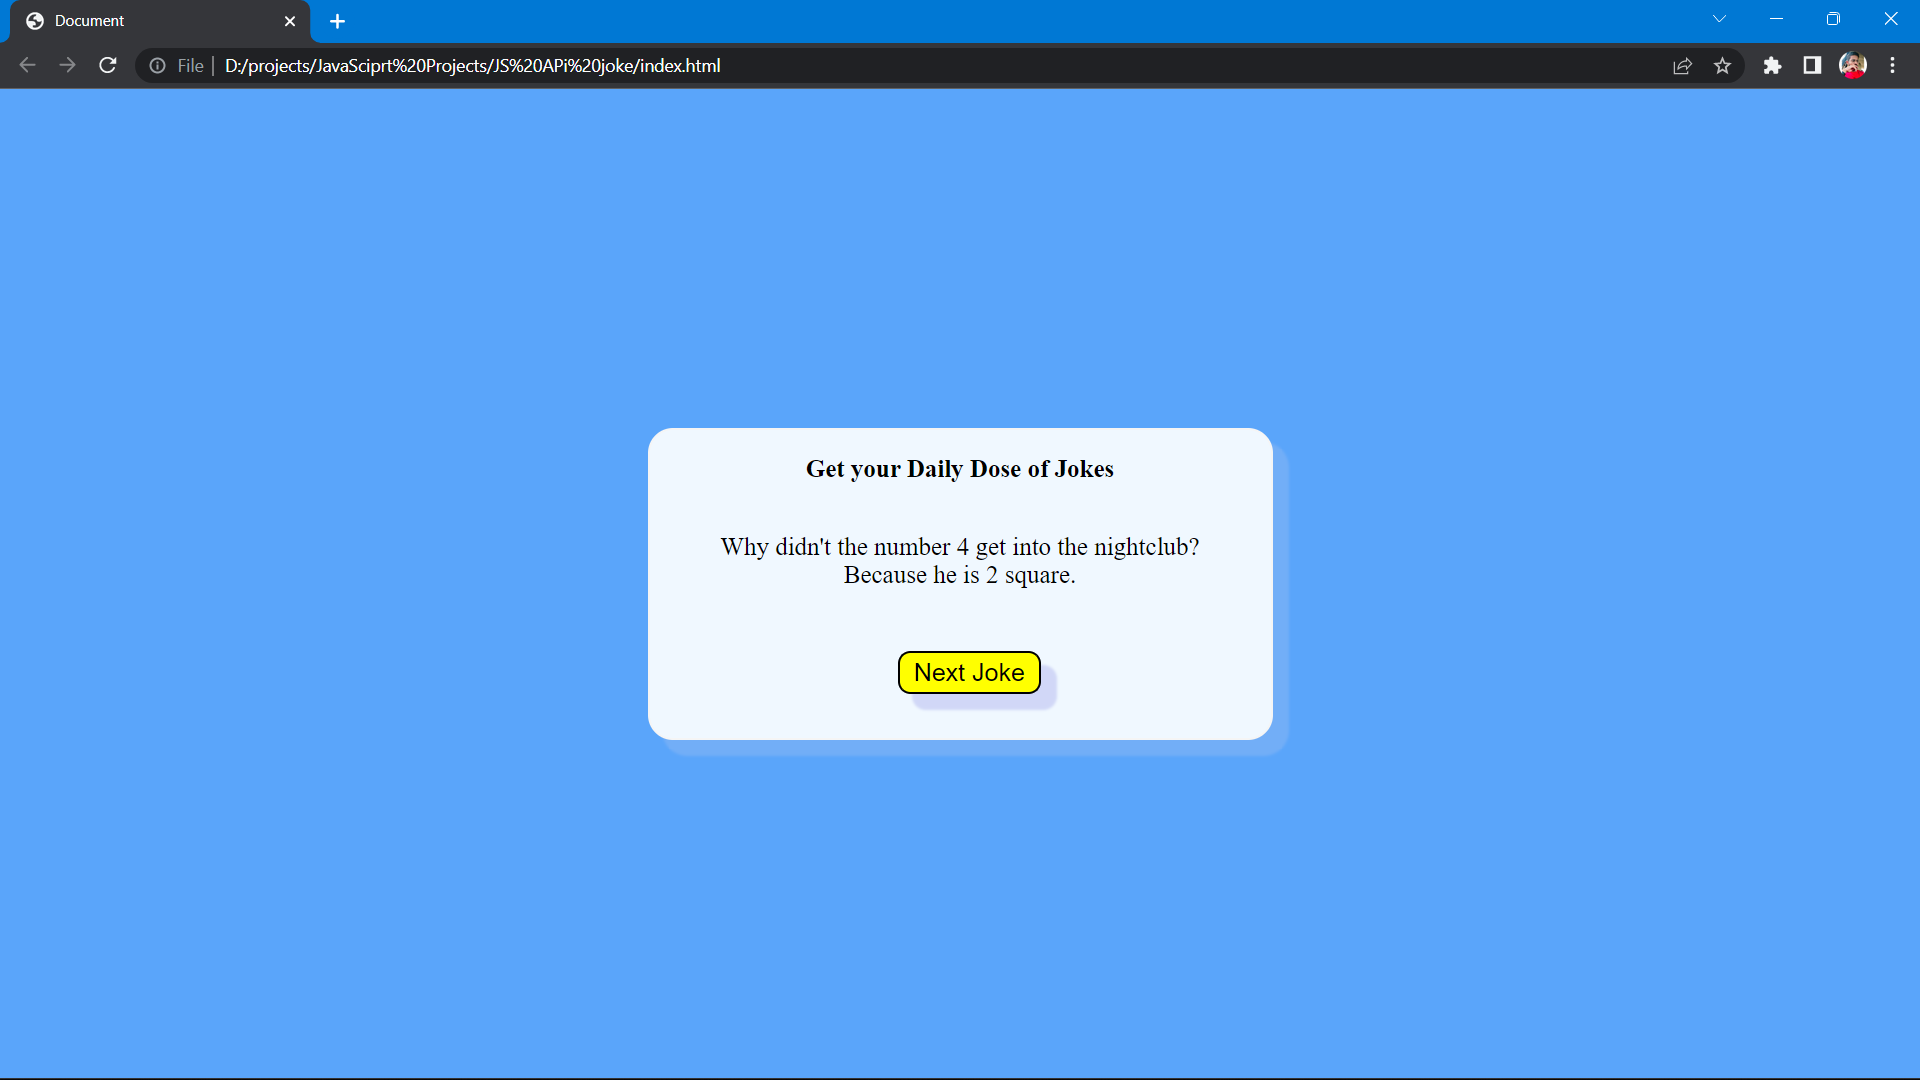 Document
File
D:/projects/JavaSciprt%20Projects/JS%20APi%20joke/index.html
Get your Daily Dose of Jokes
Why didn't the number 4 get into the nightclub?
Because he is 2 square.
Next Joke